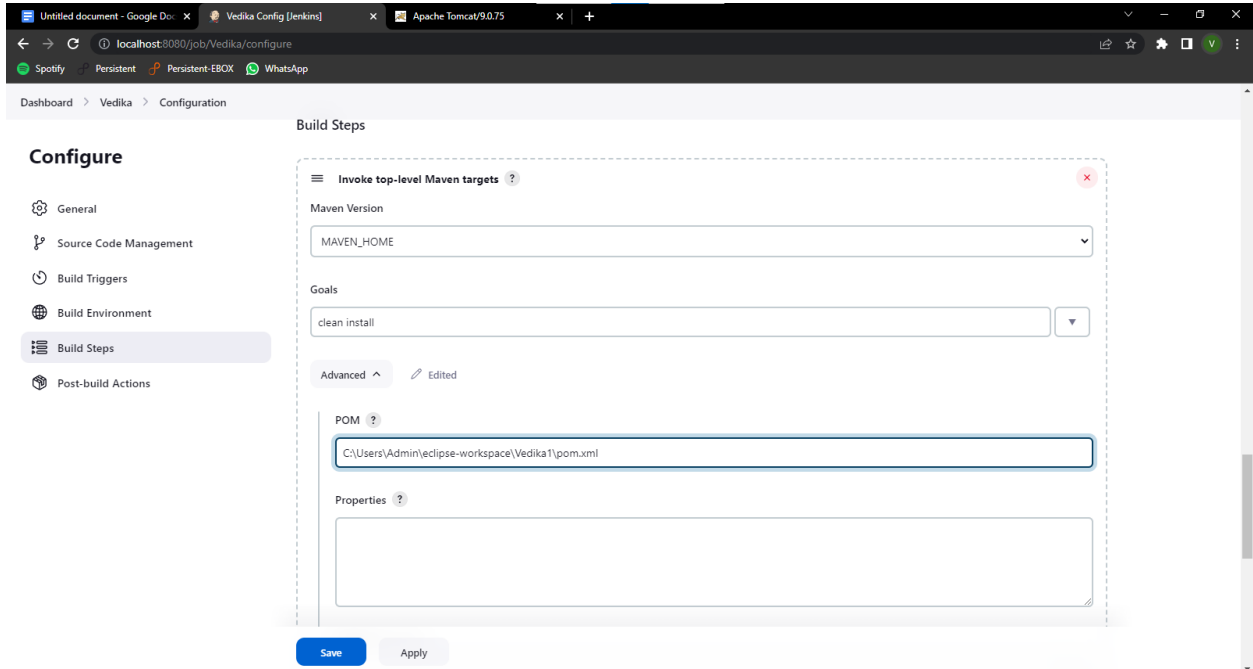 Untitled document - Google Doc
Vedika Config [Jenkins]
Apache Tomcat/9.0.75
localhost:8080/job/Vedika/configure
V
Spotify
Persistent
Persistent-EBOX
WhatsApp
Dashboard > Vedika > Configuration
Build Steps
Configure
Invoke top-level Maven targets ?
General
Maven Version
Source Code Management
MAVEN_HOME
Build Triggers
Goals
Build Environment
clean install
Build Steps
Advanced
Edited
Post-build Actions
POM ?
C:\Users\Admin\eclipse-workspace\Vedika1\pom.xml
Properties ?
Save
Apply